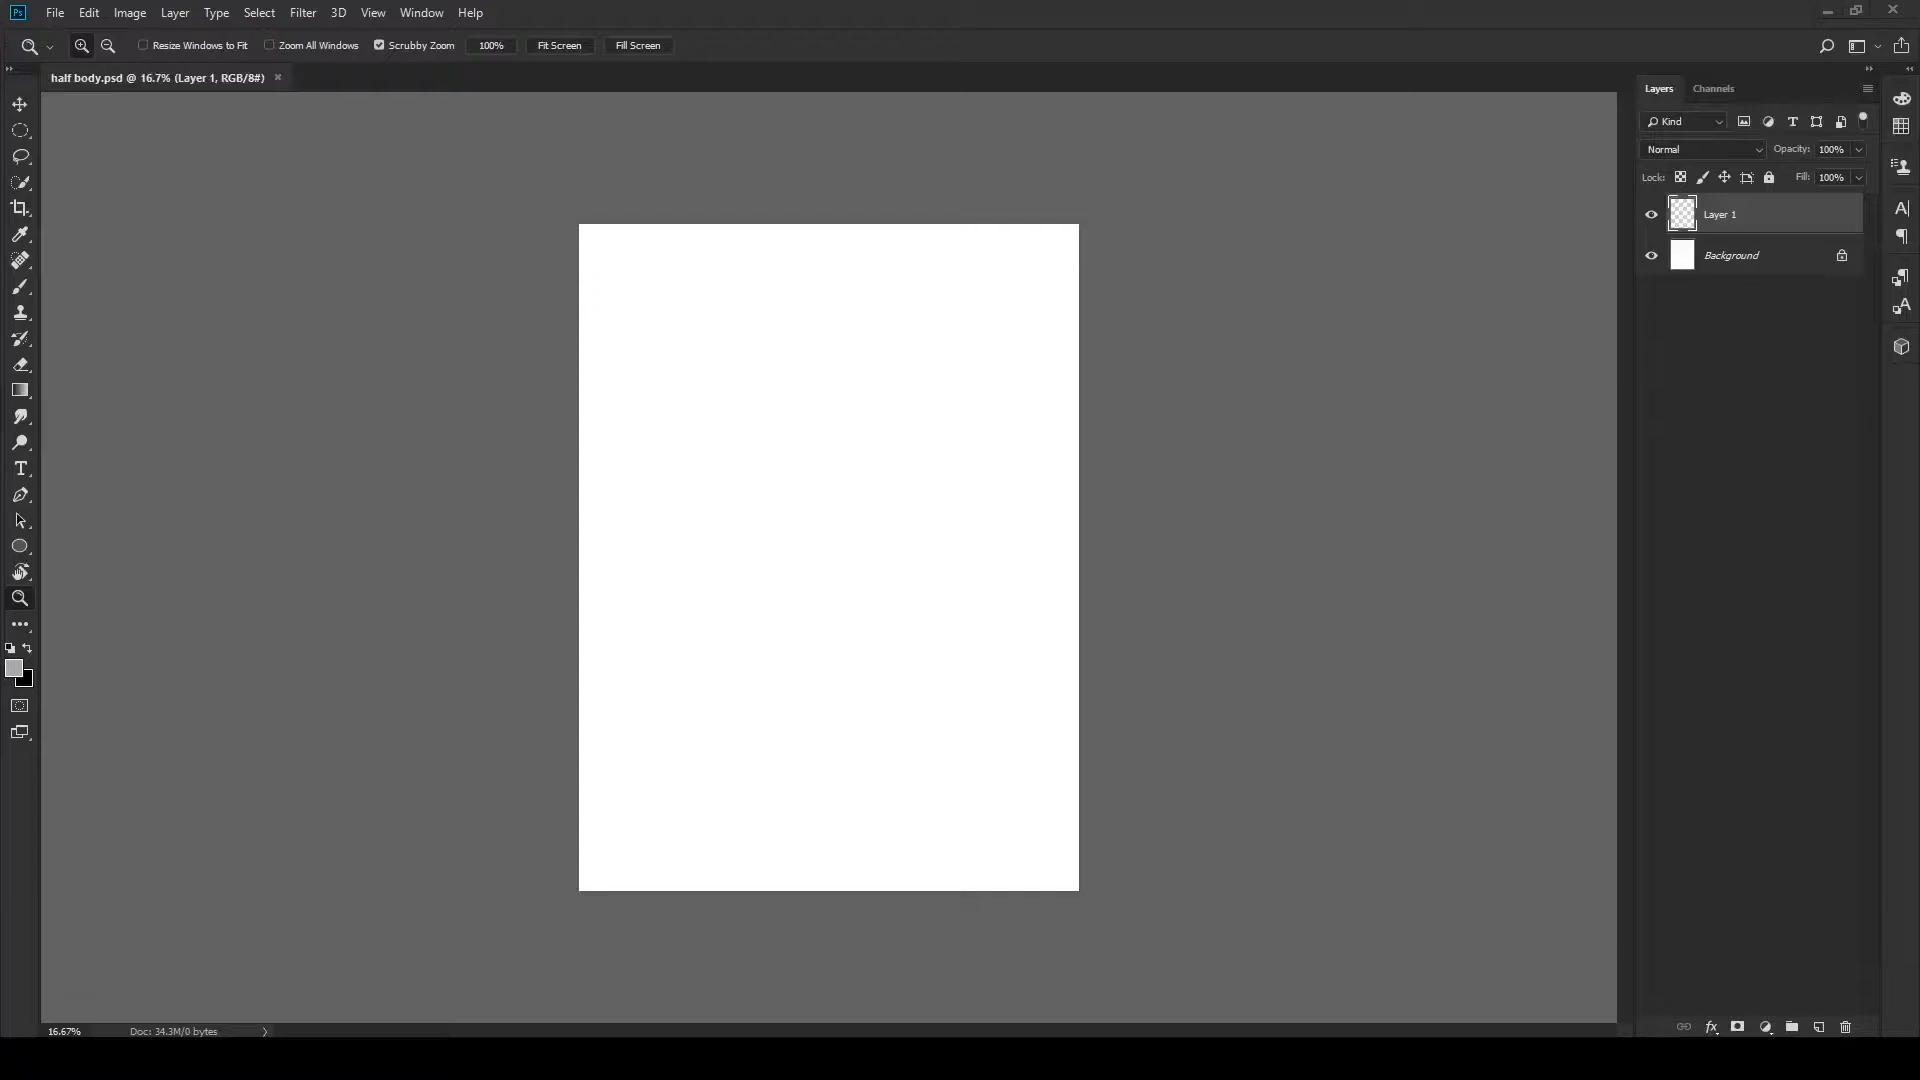 Ps File Edit Image Layer Type Select Filter 3D View Window Help
Resize Windows to Fit Zoom All Windows Scrubby Zoom 100% Fit Screen Fill Screen
half body.psd @ 16.7% (Layer 1, RGB/8#)
Layers Channels
Kind
Normal Opacity: 100%
Lock: Fill: 100%
Layer 1
Background
16.67% Doc: 34.3M/0 bytes
fx